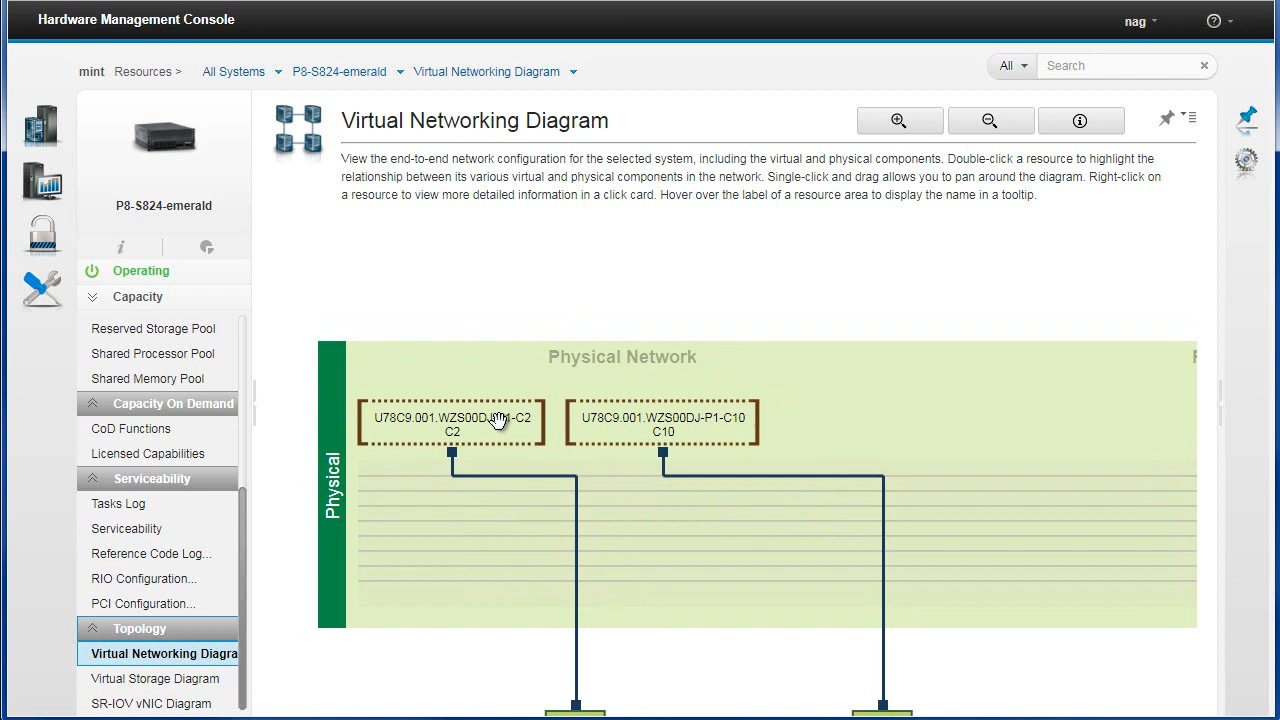 Hardware Management Console
nag
mint Resources > All Systems P8-S824-emerald Virtual Networking Diagram
All Search
P8-S824-emerald
Operating
Capacity
Reserved Storage Pool
Shared Processor Pool
Shared Memory Pool
Capacity On Demand
CoD Functions
Licensed Capabilities
Serviceability
Tasks Log
Serviceability
Reference Code Log...
RIO Configuration...
PCI Configuration...
Topology
Virtual Networking Diagra
Virtual Storage Diagram
SR-IOV vNIC Diagram
Virtual Networking Diagram
View the end-to-end network configuration for the selected system, including the virtual and physical components. Double-click a resource to highlight the
relationship between its various virtual and physical components in the network. Single-click and drag allows you to pan around the diagram. Right-click on
a resource to view more detailed information in a click card. Hover over the label of a resource area to display the name in a tooltip.
Physical Network
Physical
U78C9.001.WZS00DJ-P1-C2
C2
U78C9.001.WZS00DJ-P1-C10
C10